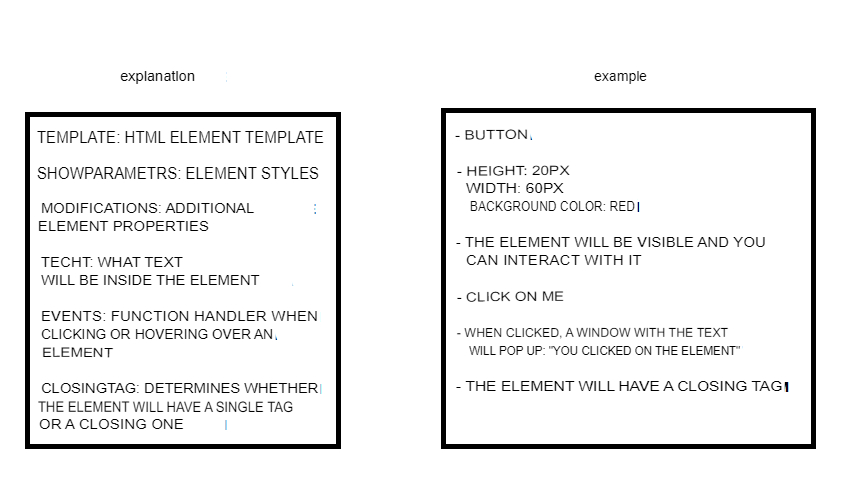 explanation
TEMPLATE: HTML ELEMENT TEMPLATE
SHOWPARAMETRS: ELEMENT STYLES
MODIFICATIONS: ADDITIONAL
ELEMENT PROPERTIES
TECHT: WHAT TEXT
WILL BE INSIDE THE ELEMENT
EVENTS: FUNCTION HANDLER WHEN
CLICKING OR HOVERING OVER AN
ELEMENT
CLOSINGTAG: DETERMINES WHETHER
THE ELEMENT WILL HAVE A SINGLE TAG
OR A CLOSING ONE
example
- BUTTON,
- HEIGHT: 20PX
WIDTH: 60PX
BACKGROUND COLOR: RED
- THE ELEMENT WILL BE VISIBLE AND YOU
CAN INTERACT WITH IT
- CLICK ON ME
- WHEN CLICKED, A WINDOW WITH THE TEXT
WILL POP UP: "YOU CLICKED ON THE ELEMENT"
- THE ELEMENT WILL HAVE A CLOSING TAG